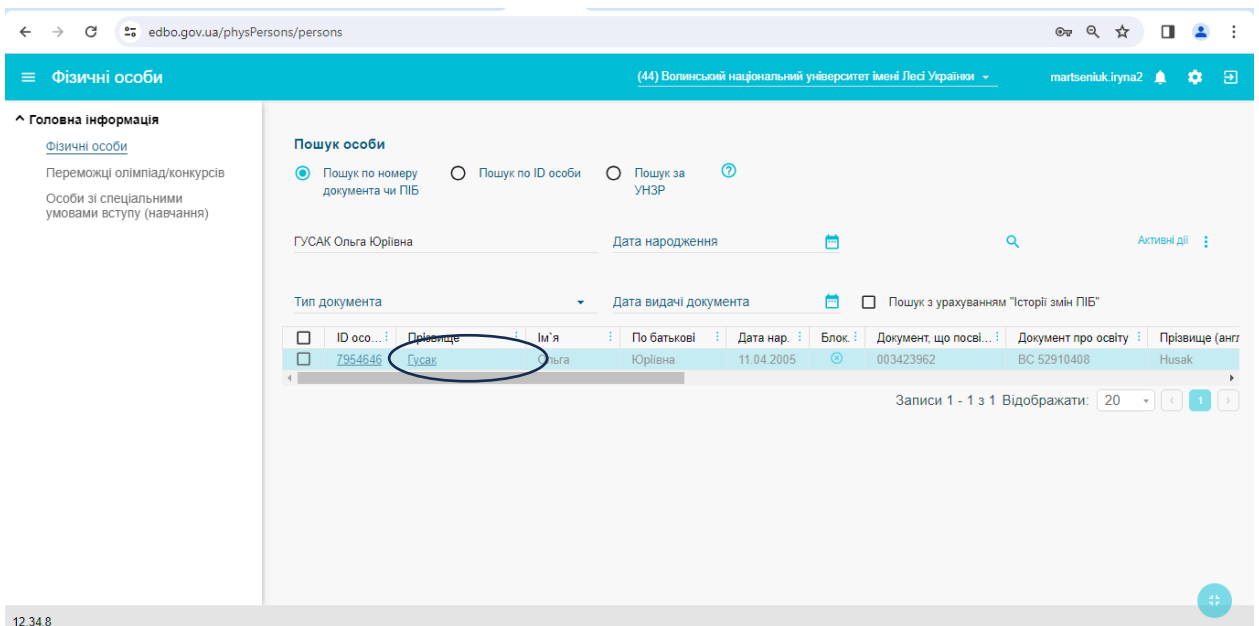 edbo.gov.ua/physPersons/persons
Фізичні особи
(44) Волинський національний університет імені Лесі Українки
martseniuk.iryna2
Головна інформація
Фізичні особи
Переможці олімпіад/конкурсів
Особи зі спеціальними
умовами вступу (навчання)
Пошук особи
Пошук по номеру
документа чи ПІБ
Пошук по ID особи
Пошук за
УНЗР
ГУСАК Ольга Юріївна
Дата народження
Активні дії
Тип документа
Дата видачі документа
Пошук з урахуванням "Історії змін ПІБ"
ID осо... Прізвище Ім`я По батькові Дата нар. Блок. Документ, що посві... Документ про освіту Прізвище (англ
7954646 Гусак Ольга Юріївна 11.04.2005 003423962 BC 52910408 Husak
Записи 1 - 1 з 1 Відображати: 20 1
12.34.8